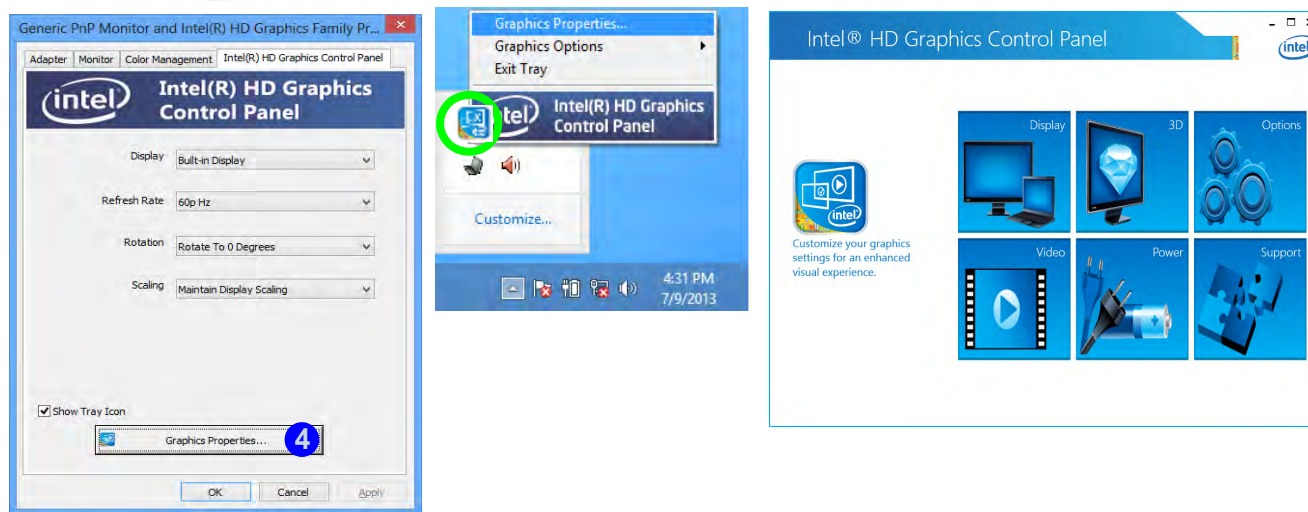 Generic PnP Monitor and Intel(R) HD Graphics Family Pr...
Adapter Monitor Color Management Intel(R) HD Graphics Control Panel
intel
Intel(R) HD Graphics
Control Panel
Display Built-in Display
Refresh Rate 60p Hz
Rotation Rotate To 0 Degrees
Scaling Maintain Display Scaling
Show Tray Icon
Graphics Properties... 4
OK Cancel Apply
Graphics Properties...
Graphics Options
Exit Tray
Intel(R) HD Graphics
Control Panel
Customize...
4:31 PM
7/9/2013
Intel® HD Graphics Control Panel
intel
Display 3D Options
intel
Customize your graphics
settings for an enhanced
visual experience.
Video Power Support